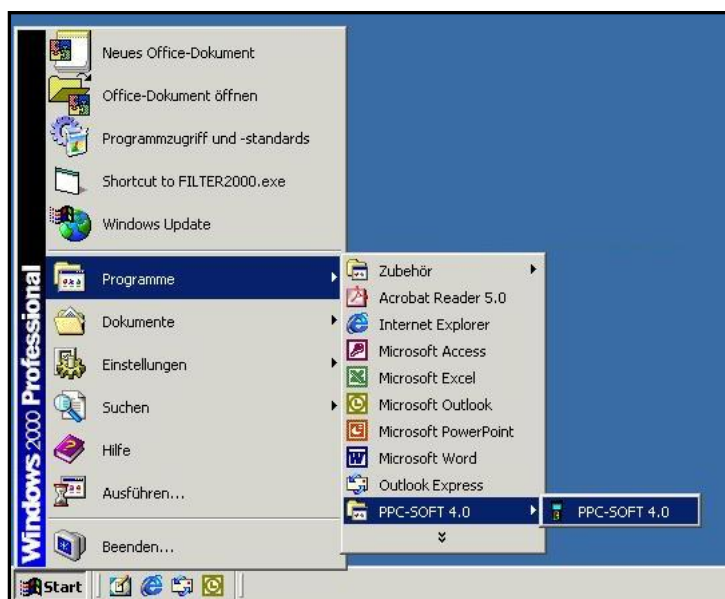 Neues Office-Dokument
Office-Dokument öffnen
Programmzugriff und -standards
Shortcut to FILTER2000.exe
Windows Update
Programme
Dokumente
Einstellungen
Suchen
Hilfe
Ausführen...
Beenden...
Windows 2000 Professional
Zubehör
Acrobat Reader 5.0
Internet Explorer
Microsoft Access
Microsoft Excel
Microsoft Outlook
Microsoft PowerPoint
Microsoft Word
Outlook Express
PPC-SOFT 4.0
PPC-SOFT 4.0
Start